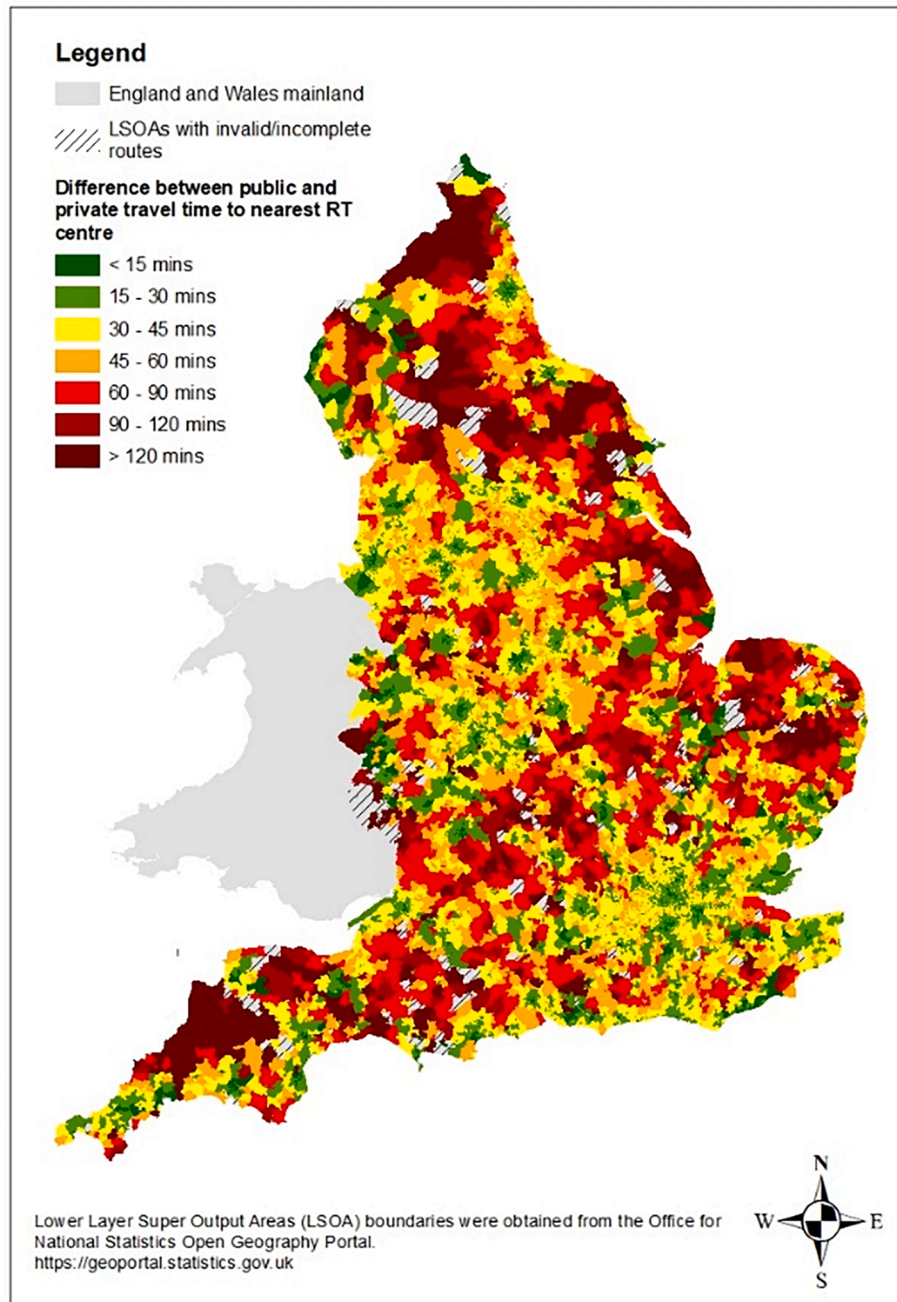 Legend
England and Wales mainland
LSOAs with invalid/incomplete
routes
Difference between public and
private travel time to nearest RT
centre
< 15 mins
15 - 30 mins
30 - 45 mins
45 - 60 mins
60 - 90 mins
90 - 120 mins
> 120 mins
N
W E
S
Lower Layer Super Output Areas (LSOA) boundaries were obtained from the Office for
National Statistics Open Geography Portal.
https://geoportal.statistics.gov.uk